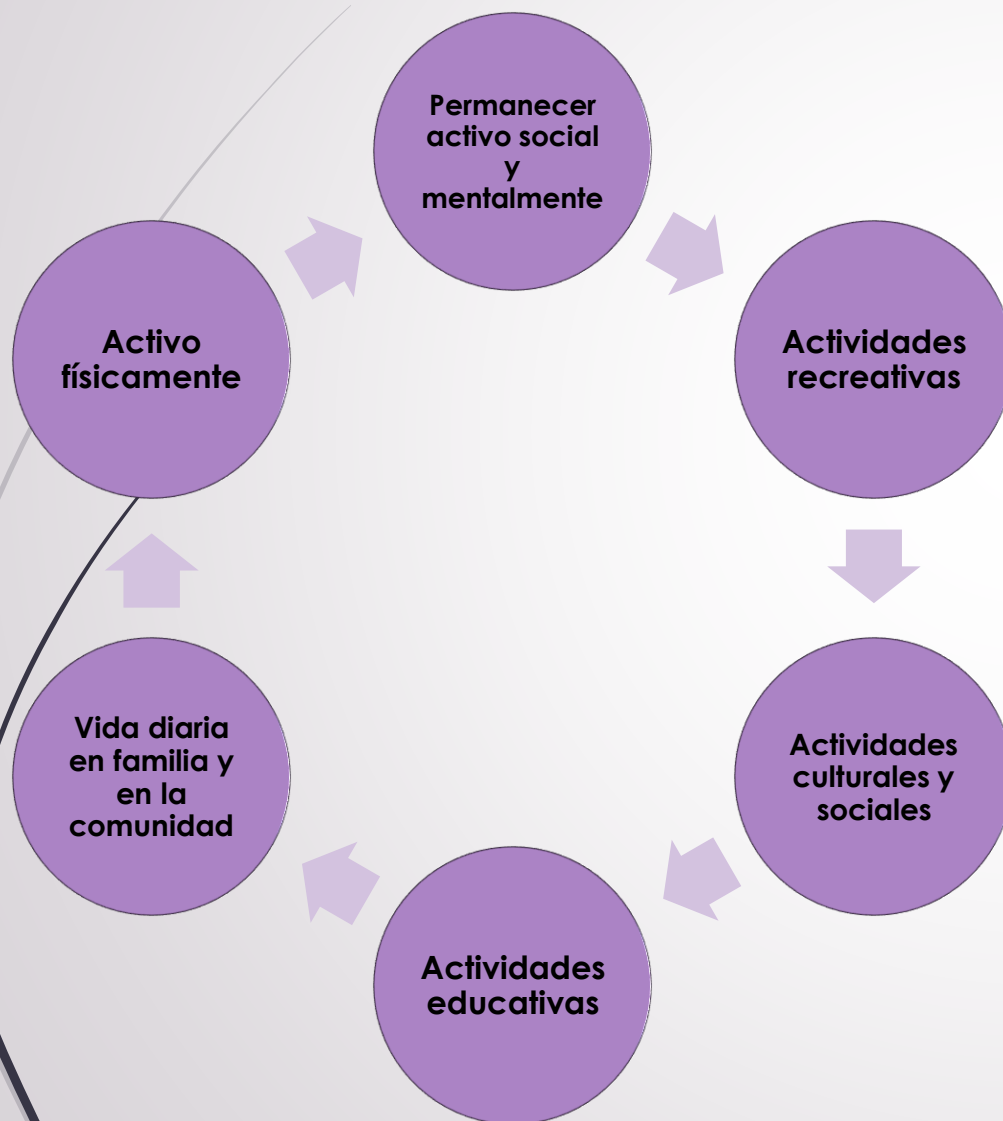 Permanecer
activo social
y
mentalmente
Actividades
recreativas
Actividades
culturales y
sociales
Actividades
educativas
Vida diaria
en familia y
en la
comunidad
Activo
físicamente